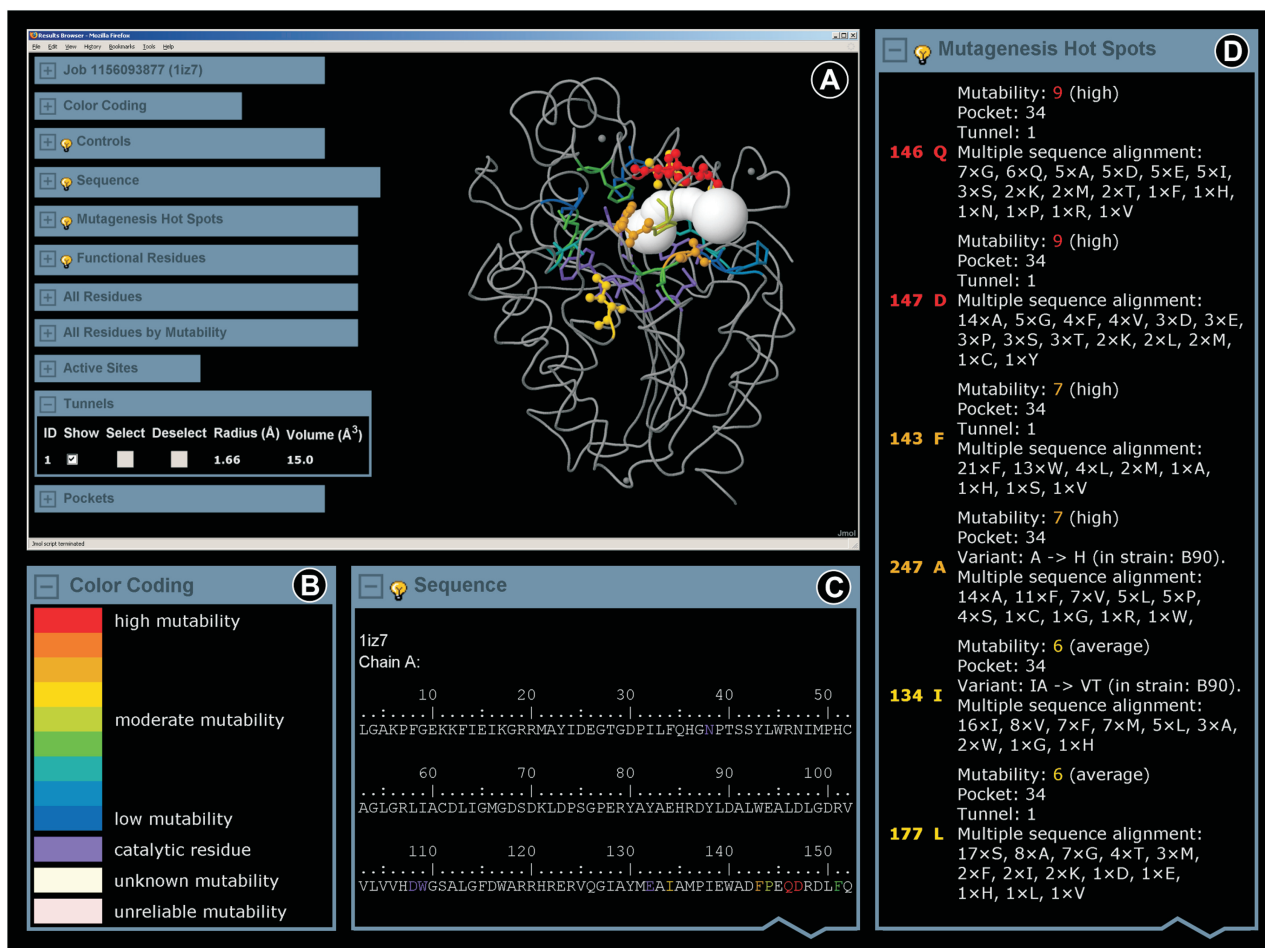 Results Browser - Mozilla Firefox
File Edit View History Bookmarks Tools Help
Job 1156093877 (1iz7)
Color Coding
Controls
Sequence
Mutagenesis Hot Spots
Functional Residues
All Residues
All Residues by Mutability
Active Sites
Tunnels
ID Show Select Deselect Radius (Å) Volume (Å³)
1 1.66 15.0
Pockets
Jmol
Jmol script terminated
A
Color Coding
B
high mutability
moderate mutability
low mutability
catalytic residue
unknown mutability
unreliable mutability
Sequence
C
1iz7
Chain A:
10 20 30 40 50
LGAKPFGEKKFIEIKGRRMAYIDEGTGDPILFQHGNPTSSYLWRNIMPHC
60 70 80 90 100
AGLGRLIACDLIGMGDSDKLDPSGPERYAYAEHRDYLDALWEALDLGDRV
110 120 130 140 150
VLVVHDWGSALGFDWARRHRERVQGIAYMEAIAMPIEWADFPEQDRDLFQ
Mutagenesis Hot Spots
D
Mutability: 9 (high)
Pocket: 34
Tunnel: 1
146 Q Multiple sequence alignment:
7×G, 6×Q, 5×A, 5×D, 5×E, 5×I,
3×S, 2×K, 2×M, 2×T, 1×F, 1×H,
1×N, 1×P, 1×R, 1×V
Mutability: 9 (high)
Pocket: 34
Tunnel: 1
147 D Multiple sequence alignment:
14×A, 5×G, 4×F, 4×V, 3×D, 3×E,
3×P, 3×S, 3×T, 2×K, 2×L, 2×M,
1×C, 1×Y
Mutability: 7 (high)
Pocket: 34
Tunnel: 1
143 F Multiple sequence alignment:
21×F, 13×W, 4×L, 2×M, 1×A,
1×H, 1×S, 1×V
Mutability: 7 (high)
Pocket: 34
Variant: A -> H (in strain: B90).
247 A Multiple sequence alignment:
14×A, 11×F, 7×V, 5×L, 5×P,
4×S, 1×C, 1×G, 1×R, 1×W,
Mutability: 6 (average)
Pocket: 34
134 I Variant: IA -> VT (in strain: B90).
Multiple sequence alignment:
16×I, 8×V, 7×F, 7×M, 5×L, 3×A,
2×W, 1×G, 1×H
Mutability: 6 (average)
Pocket: 34
Tunnel: 1
177 L Multiple sequence alignment:
17×S, 8×A, 7×G, 4×T, 3×M,
2×F, 2×I, 2×K, 1×D, 1×E,
1×H, 1×L, 1×V